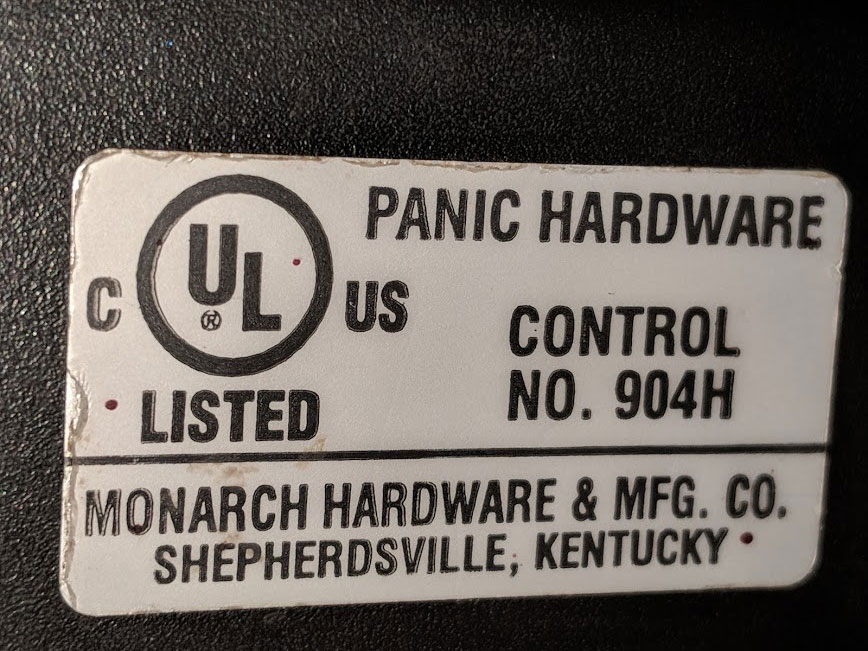 PANIC HARDWARE
C UL ® US
CONTROL
NO. 904H
LISTED
MONARCH HARDWARE & MFG. CO.
SHEPHERDSVILLE, KENTUCKY